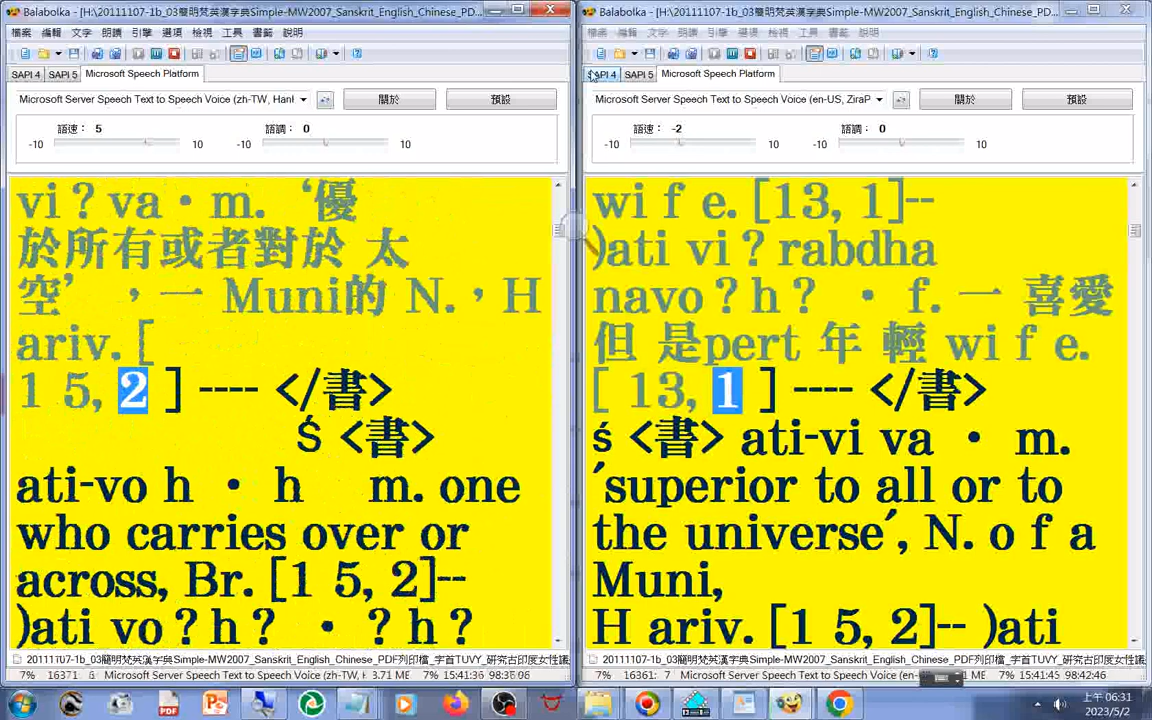 Balabolka - [H:\20111107-1b_03簡明梵英漢字典Simple-MW2007_Sanskrit_English_Chinese_PD...
檔案 編輯 文字 朗讀 引擎 選項 檢視 工具 書籤 說明
SAPI 4 SAPI 5 Microsoft Speech Platform
Microsoft Server Speech Text to Speech Voice (zh-TW, Han 關於 預設
語速： 5 語調： 0
-10 10 -10 10
vi？va・m. ‘優
於所有或者對於 太
空’ ，一 Muni的 N.，H
ariv. [
1 5, 2 ] ---- </書>
Ś <書>
ati-vo h ・ h m. one
who carries over or
across, Br. [1 5, 2]--
)ati vo？h？ ・ ？h？
20111107-1b_03簡明梵英漢字典Simple-MW2007_Sanskrit_English_Chinese_PDF列印檔_字首TUVY_研究古印度女性議
7% 16371 Microsoft Server Speech Text to Speech Voice (zh-TW, 3.71 ME 7% 15:41:36
Balabolka - [H:\20111107-1b_03簡明梵英漢字典Simple-MW2007_Sanskrit_English_Chinese_PDF...
檔案 編輯 文字 朗讀 引擎 選項 檢視 工具 書籤 說明
SAPI 4 SAPI 5 Microsoft Speech Platform
Microsoft Server Speech Text to Speech Voice (en-US, ZiraP 關於 預設
語速： -2 語調： 0
-10 10 -10 10
wi f e. [13, 1]--
)ati vi？rabdha
navo？h？ ・ f. 一 喜愛
但 是pert 年 輕 wi f e.
[ 13, 1 ] ---- </書>
ś <書> ati-vi va ・ m.
´superior to all or to
the universe´, N. o f a
Muni,
H ariv. [1 5, 2]-- )ati
20111107-1b_03簡明梵英漢字典Simple-MW2007_Sanskrit_English_Chinese_PDF列印檔_字首TUVY_研究古印度女性議
7% 16361 Microsoft Server Speech Text to Speech Voice 7% 15:41:45 98:42:46
上午 06:31
2023/5/2